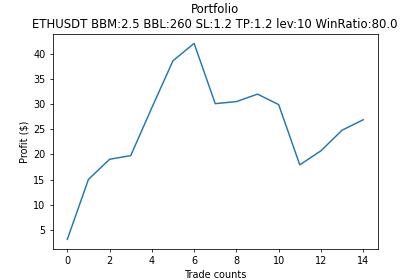 Portfolio
ETHUSDT BBM:2.5 BBL:260 SL:1.2 TP:1.2 lev:10 WinRatio:80.0
40
35
30
25
20
15
10
5
Profit ($)
0 2 4 6 8 10 12 14
Trade counts